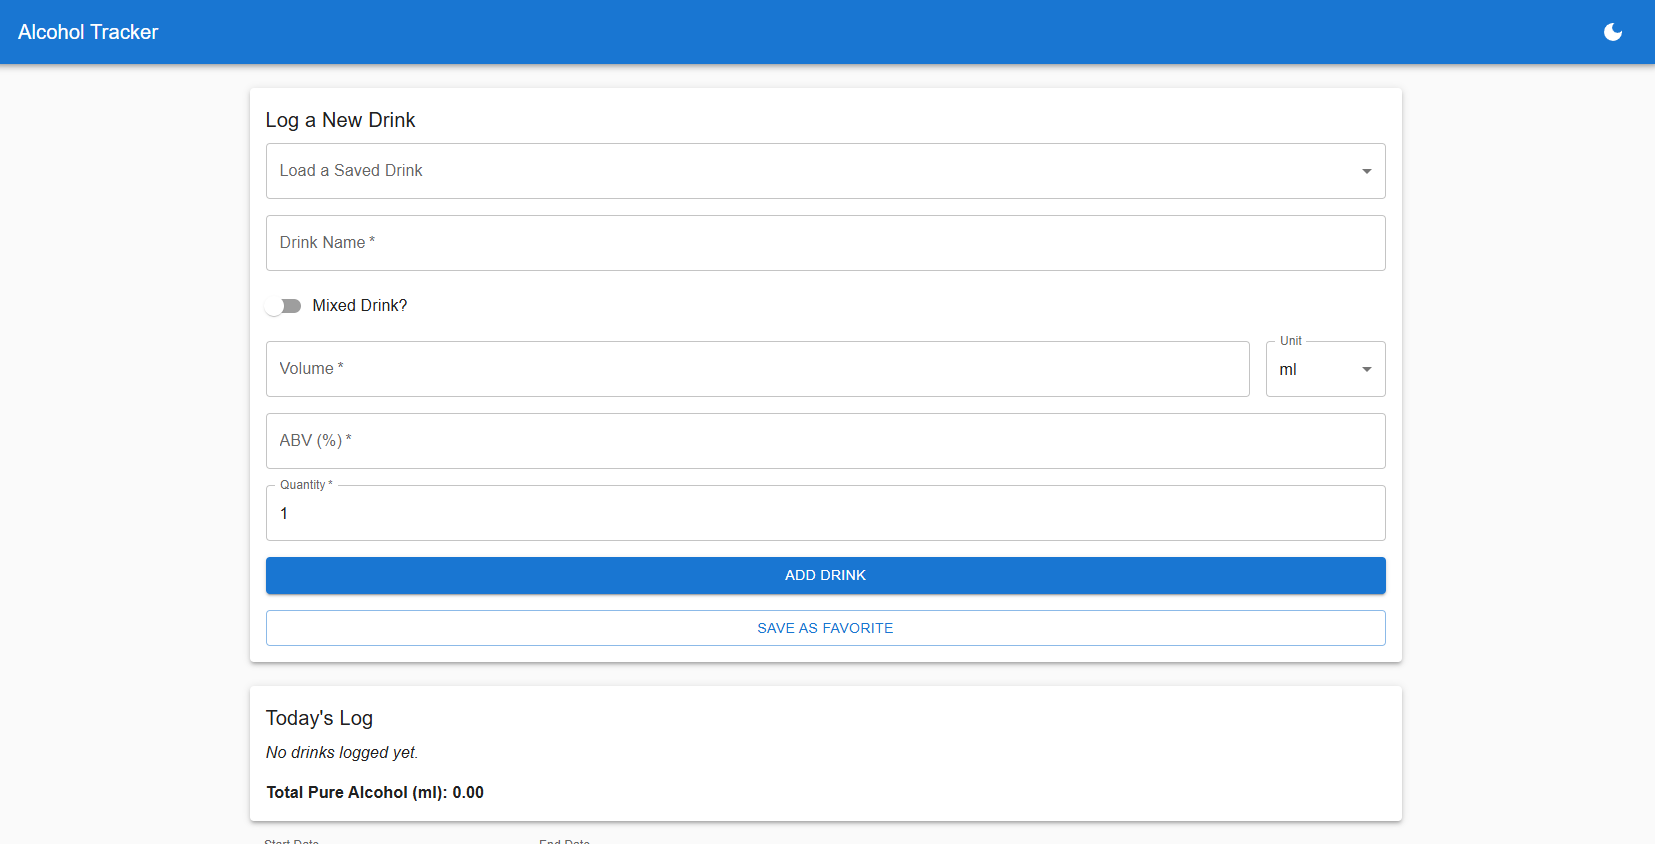 Alcohol Tracker
Log a New Drink
Load a Saved Drink
Drink Name *
Mixed Drink?
Volume *
Unit
ml
ABV (%) *
Quantity *
1
ADD DRINK
SAVE AS FAVORITE
Today's Log
No drinks logged yet.
Total Pure Alcohol (ml): 0.00
Start Date End Date